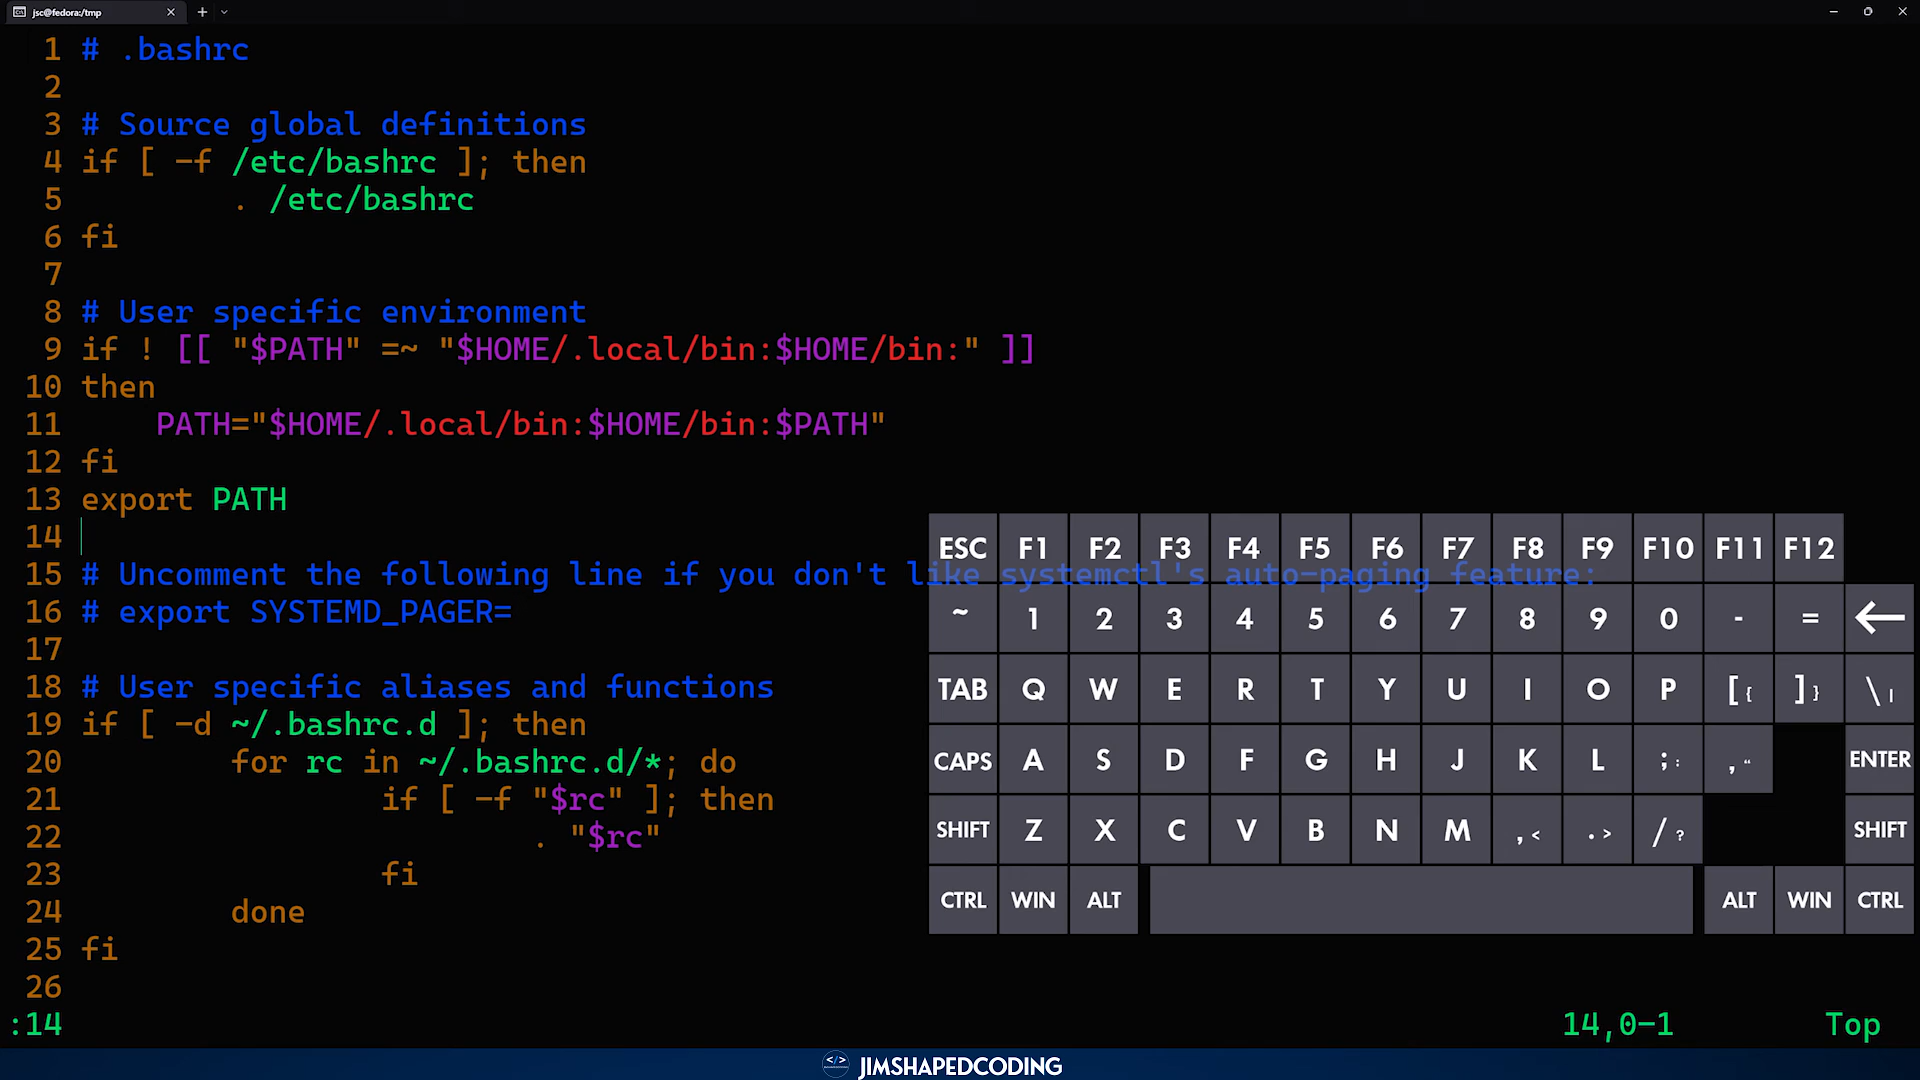 jsc@fedora:/tmp
1 # .bashrc
2
3 # Source global definitions
4 if [ -f /etc/bashrc ]; then
5         . /etc/bashrc
6 fi
7
8 # User specific environment
9 if ! [[ "$PATH" =~ "$HOME/.local/bin:$HOME/bin:" ]]
10 then
11     PATH="$HOME/.local/bin:$HOME/bin:$PATH"
12 fi
13 export PATH
14
15 # Uncomment the following line if you don't like systemctl's auto-paging feature:
16 # export SYSTEMD_PAGER=
17
18 # User specific aliases and functions
19 if [ -d ~/.bashrc.d ]; then
20         for rc in ~/.bashrc.d/*; do
21                 if [ -f "$rc" ]; then
22                         . "$rc"
23                 fi
24         done
25 fi
26
:14 14,0-1 Top
ESC F1 F2 F3 F4 F5 F6 F7 F8 F9 F10 F11 F12
~ 1 2 3 4 5 6 7 8 9 0 - = ←
TAB Q W E R T Y U I O P [ { ] } \ |
CAPS A S D F G H J K L ; : , “ ENTER
SHIFT Z X C V B N M , < . > / ? SHIFT
CTRL WIN ALT ALT WIN CTRL
</> JIMSHAPEDCODING